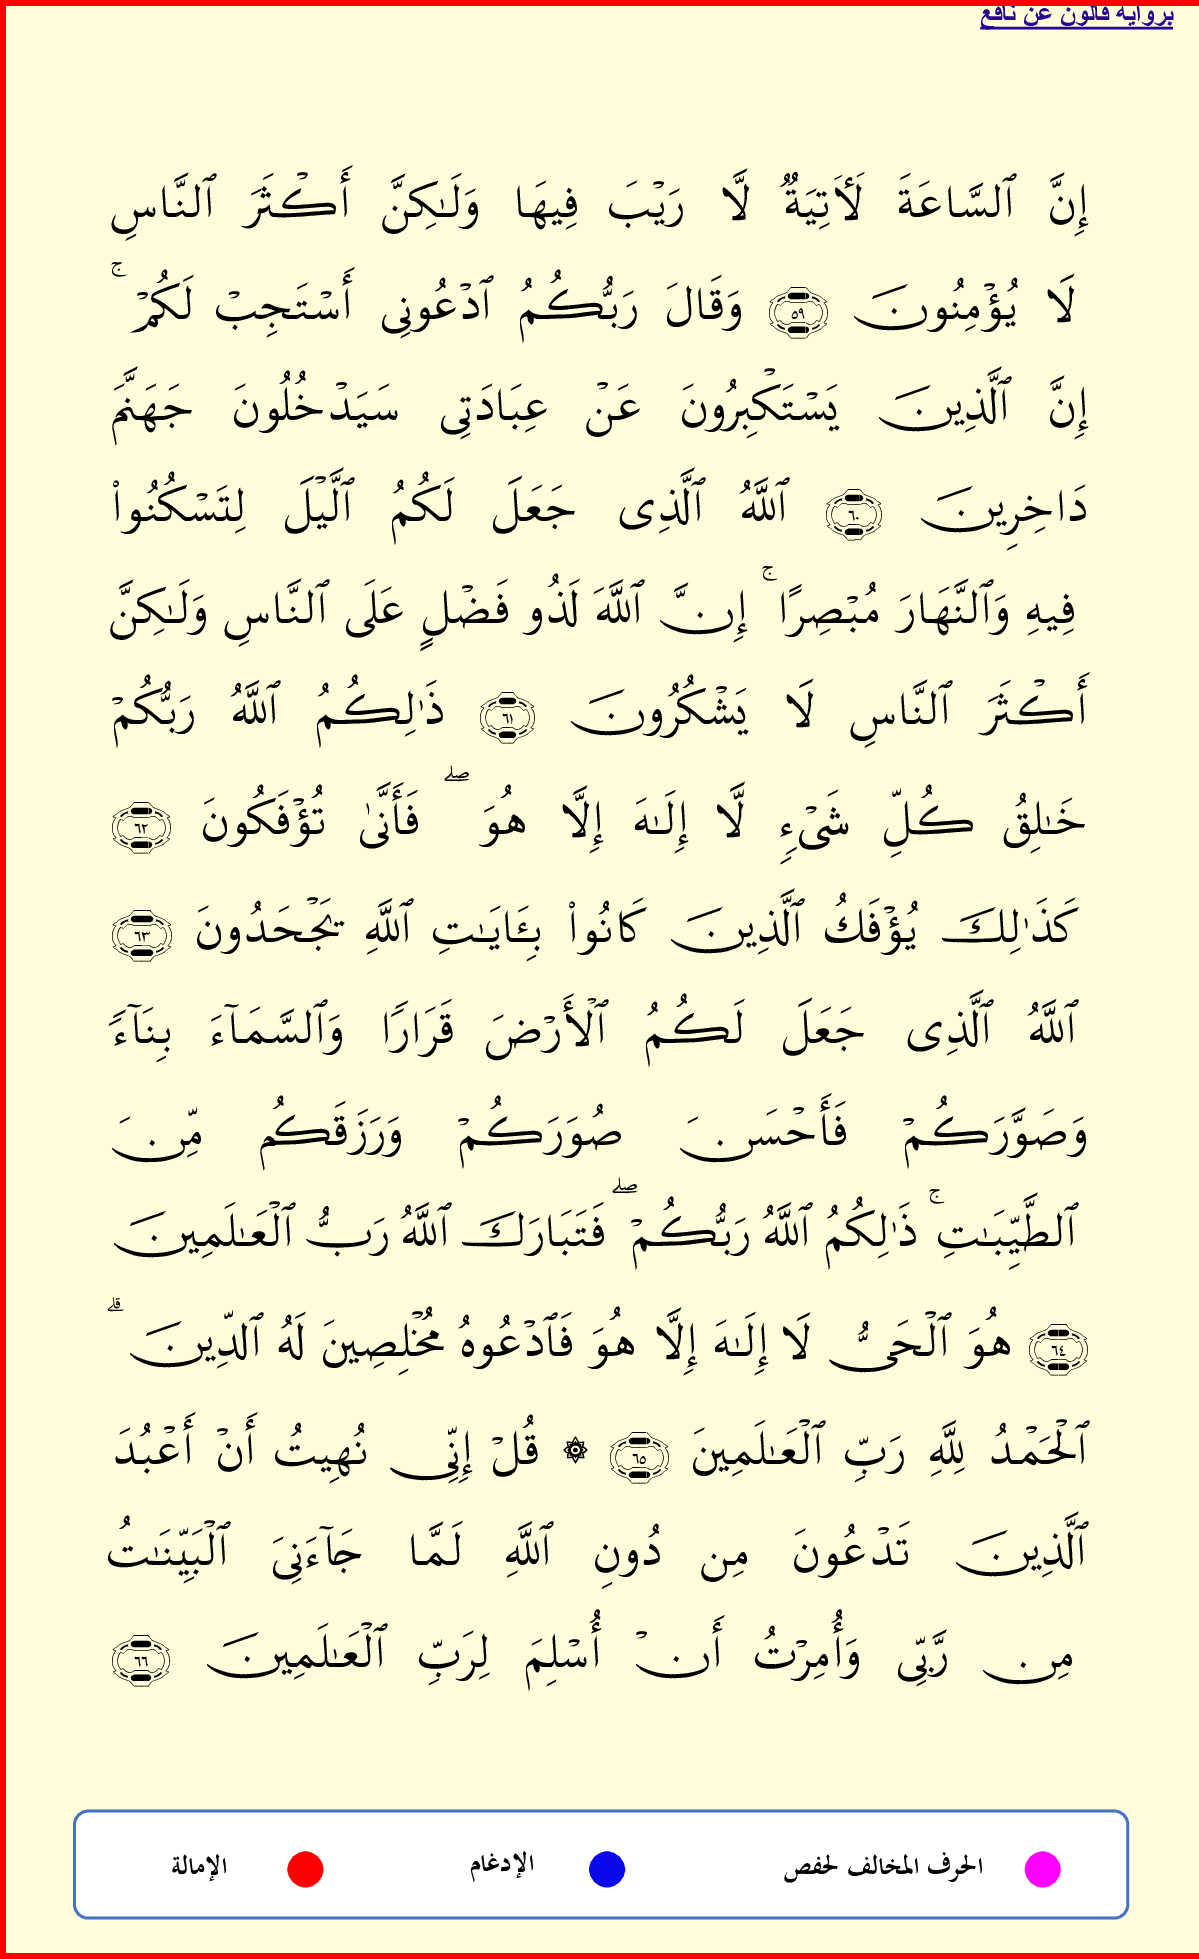 برواية قالون عن نافع
إِنَّ ٱلسَّاعَةَ لَأٓتِيَةٌ لَّا رَيْبَ فِيهَا وَلَٰكِنَّ أَكْثَرَ ٱلنَّاسِ
لَا يُؤْمِنُونَ ٥٩ وَقَالَ رَبُّكُمُ ٱدْعُونِى أَسْتَجِبْ لَكُمْ ۚ
إِنَّ ٱلَّذِينَ يَسْتَكْبِرُونَ عَنْ عِبَادَتِى سَيَدْخُلُونَ جَهَنَّمَ
دَاخِرِينَ ٦٠ ٱللَّهُ ٱلَّذِى جَعَلَ لَكُمُ ٱلَّيْلَ لِتَسْكُنُوا۟
فِيهِ وَٱلنَّهَارَ مُبْصِرًا ۚ إِنَّ ٱللَّهَ لَذُو فَضْلٍ عَلَى ٱلنَّاسِ وَلَٰكِنَّ
أَكْثَرَ ٱلنَّاسِ لَا يَشْكُرُونَ ٦١ ذَٰلِكُمُ ٱللَّهُ رَبُّكُمْ
خَٰلِقُ كُلِّ شَىْءٍ لَّا إِلَٰهَ إِلَّا هُوَ ۖ فَأَنَّىٰ تُؤْفَكُونَ ٦٢
كَذَٰلِكَ يُؤْفَكُ ٱلَّذِينَ كَانُوا۟ بِـَٔايَٰتِ ٱللَّهِ يَجْحَدُونَ ٦٣
ٱللَّهُ ٱلَّذِى جَعَلَ لَكُمُ ٱلْأَرْضَ قَرَارًا وَٱلسَّمَآءَ بِنَآءً
وَصَوَّرَكُمْ فَأَحْسَنَ صُوَرَكُمْ وَرَزَقَكُم مِّنَ
ٱلطَّيِّبَٰتِ ۚ ذَٰلِكُمُ ٱللَّهُ رَبُّكُمْ ۖ فَتَبَارَكَ ٱللَّهُ رَبُّ ٱلْعَٰلَمِينَ
٦٤ هُوَ ٱلْحَىُّ لَا إِلَٰهَ إِلَّا هُوَ فَٱدْعُوهُ مُخْلِصِينَ لَهُ ٱلدِّينَ ۗ
ٱلْحَمْدُ لِلَّهِ رَبِّ ٱلْعَٰلَمِينَ ٦٥ ۞ قُلْ إِنِّى نُهِيتُ أَنْ أَعْبُدَ
ٱلَّذِينَ تَدْعُونَ مِن دُونِ ٱللَّهِ لَمَّا جَآءَنِىَ ٱلْبَيِّنَٰتُ
مِن رَّبِّى وَأُمِرْتُ أَنْ أُسْلِمَ لِرَبِّ ٱلْعَٰلَمِينَ ٦٦
الحرف المخالف لحفص الإدغام الإمالة